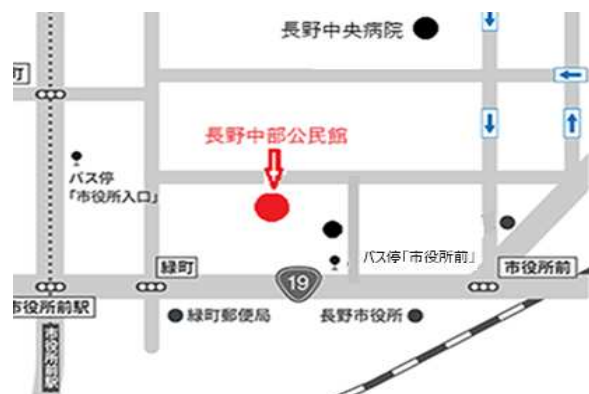 長野中央病院
町
長野中部公民館
バス停
「市役所入口」
バス停「市役所前」
緑町
19
市役所前
市役所前駅
緑町郵便局
長野市役所
市役所前駅